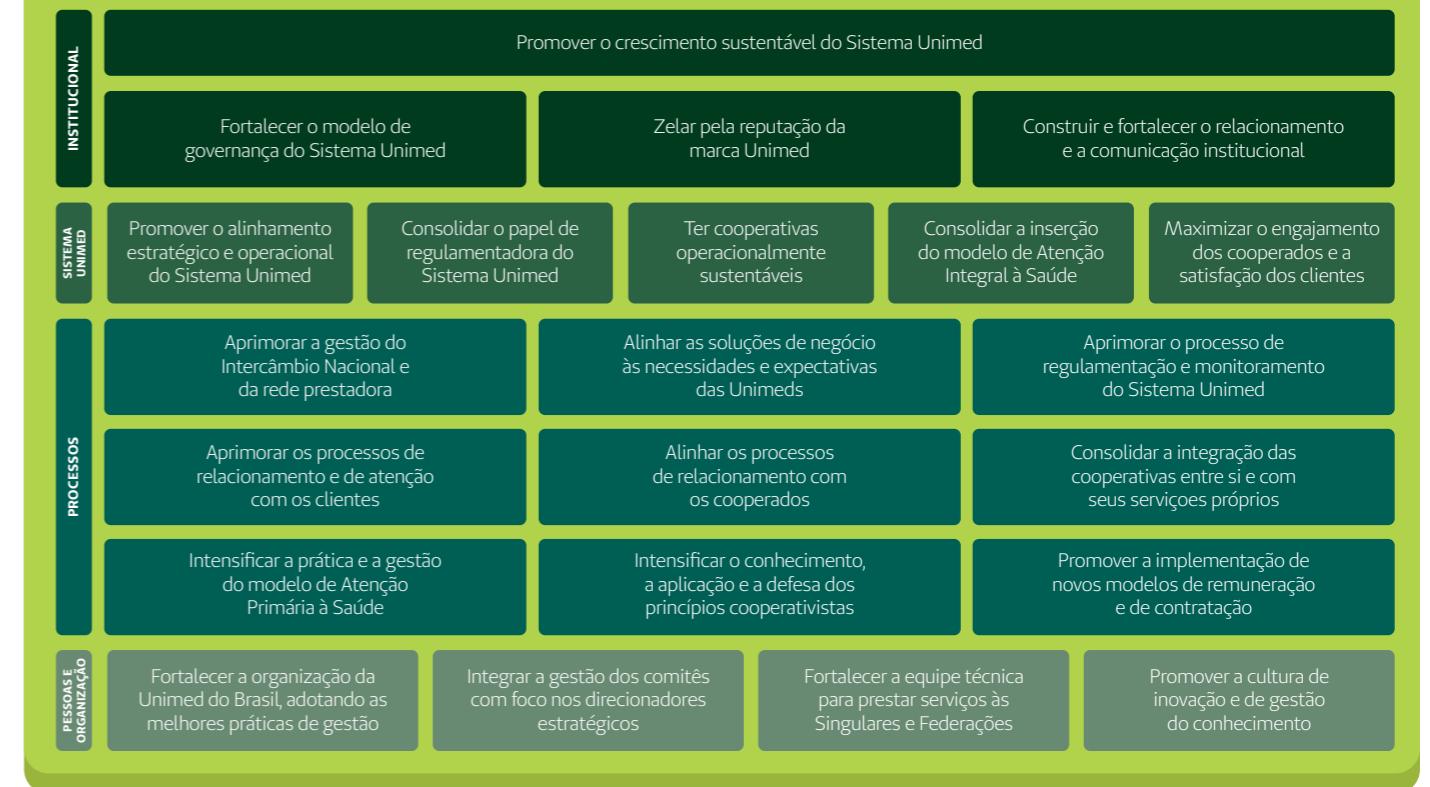 INSTITUCIONAL
Promover o crescimento sustentável do Sistema Unimed
Fortalecer o modelo de
governança do Sistema Unimed
Zelar pela reputação da
marca Unimed
Construir e fortalecer o relacionamento
e a comunicação institucional
SISTEMA
UNIMED
Promover o alinhamento
estratégico e operacional
do Sistema Unimed
Consolidar o papel de
regulamentadora do
Sistema Unimed
Ter cooperativas
operacionalmente
sustentáveis
Consolidar a inserção
do modelo de Atenção
Integral à Saúde
Maximizar o engajamento
dos cooperados e a
satisfação dos clientes
PROCESSOS
Aprimorar a gestão do
Intercâmbio Nacional e
da rede prestadora
Alinhar as soluções de negócio
às necessidades e expectativas
das Unimeds
Aprimorar o processo de
regulamentação e monitoramento
do Sistema Unimed
Aprimorar os processos de
relacionamento e de atenção
com os clientes
Alinhar os processos
de relacionamento com
os cooperados
Consolidar a integração das
cooperativas entre si e com
seus serviçoes próprios
Intensificar a prática e a gestão
do modelo de Atenção
Primária à Saúde
Intensificar o conhecimento,
a aplicação e a defesa dos
princípios cooperativistas
Promover a implementação de
novos modelos de remuneração
e de contratação
PESSOAS E
ORGANIZAÇÃO
Fortalecer a organização da
Unimed do Brasil, adotando as
melhores práticas de gestão
Integrar a gestão dos comitês
com foco nos direcionadores
estratégicos
Fortalecer a equipe técnica
para prestar serviços às
Singulares e Federações
Promover a cultura de
inovação e de gestão
do conhecimento